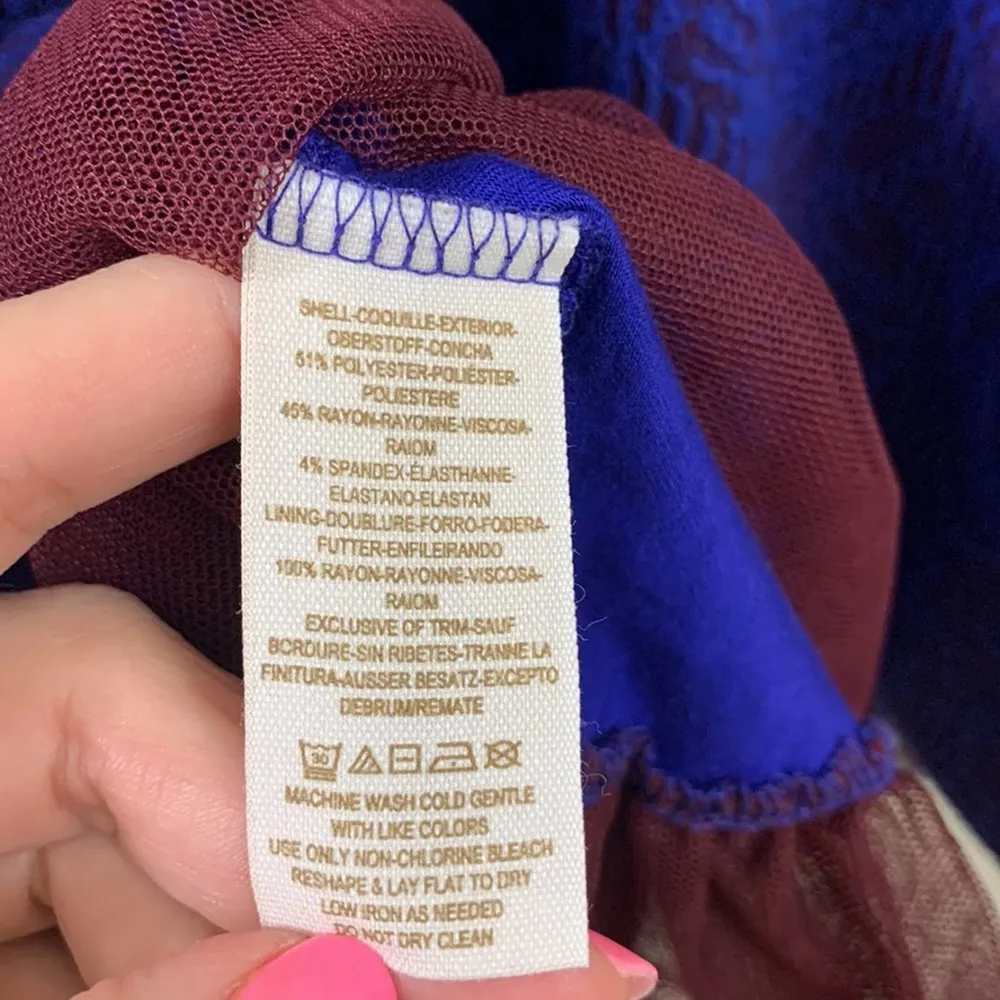 SHELL-COQUILLE-EXTERIOR-
OBERSTOFF-CONCHA
51% POLYESTER-POLIÉSTER-
POLIESTERE
45% RAYON-RAYONNE-VISCOSA-
RAIOM
4% SPANDEX-ÉLASTHANNE-
ELASTANO-ELASTAN
LINING-DOUBLURE-FORRO-FODERA-
FUTTER-ENFILEIRANDO
100% RAYON-RAYONNE-VISCOSA-
RAIOM
EXCLUSIVE OF TRIM-SAUF
BORDURE-SIN RIBETES-TRANNE LA
FINITURA-AUSSER BESATZ-EXCEPTO
DEBRUM/REMATE
30
MACHINE WASH COLD GENTLE
WITH LIKE COLORS
USE ONLY NON-CHLORINE BLEACH
RESHAPE & LAY FLAT TO DRY
LOW IRON AS NEEDED
DO NOT DRY CLEAN